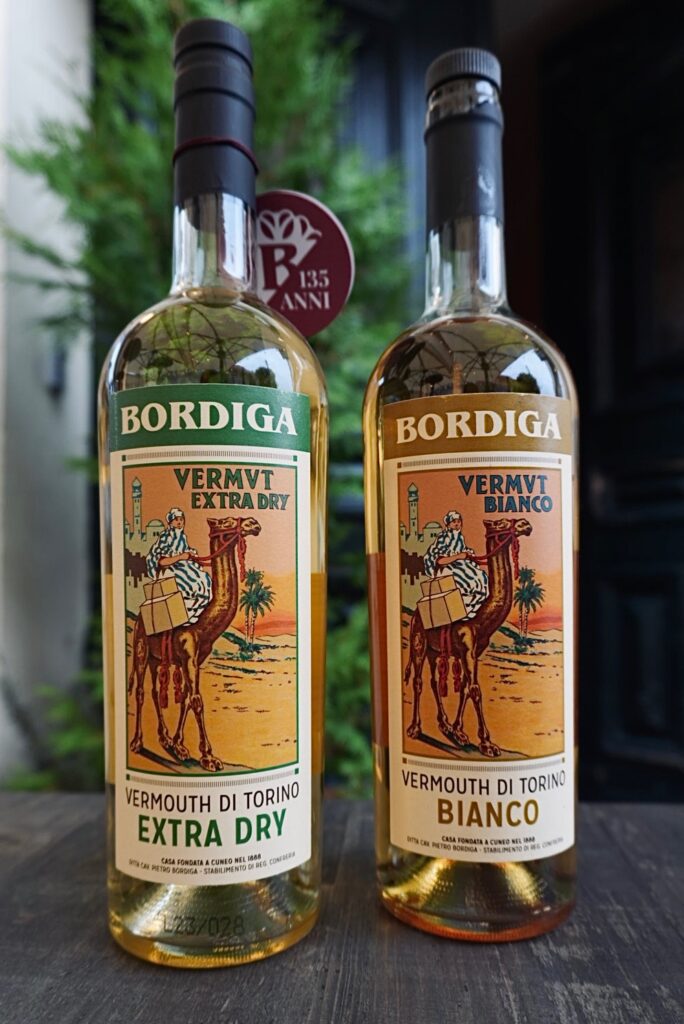 B
135
ANNI
BORDIGA
VERMVT
EXTRA DRY
VERMOUTH DI TORINO
EXTRA DRY
CASA FONDATA A CUNEO NEL 1888
DITTA CAV. PIETRO BORDIGA - STABILIMENTO DI REG. CONFRERIA
L23/028
BORDIGA
VERMVT
BIANCO
VERMOUTH DI TORINO
BIANCO
CASA FONDATA A CUNEO NEL 1888
DITTA CAV. PIETRO BORDIGA - STABILIMENTO DI REG. CONFRERIA